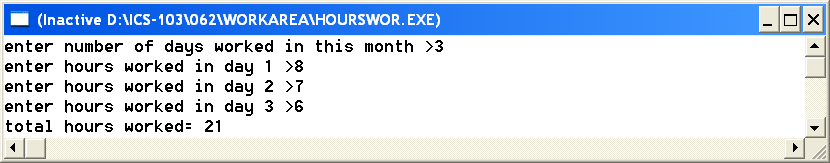 (Inactive D:\ICS-103\062\WORKAREA\HOURSWOR.EXE)
enter number of days worked in this month >3
enter hours worked in day 1 >8
enter hours worked in day 2 >7
enter hours worked in day 3 >6
total hours worked= 21